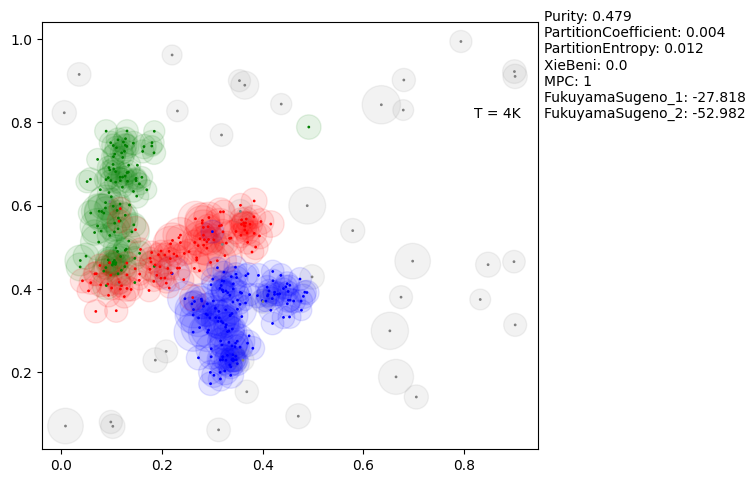 Purity: 0.479
PartitionCoefficient: 0.004
PartitionEntropy: 0.012
XieBeni: 0.0
MPC: 1
FukuyamaSugeno_1: -27.818
FukuyamaSugeno_2: -52.982
T = 4K
1.0
0.8
0.6
0.4
0.2
0.0 0.2 0.4 0.6 0.8